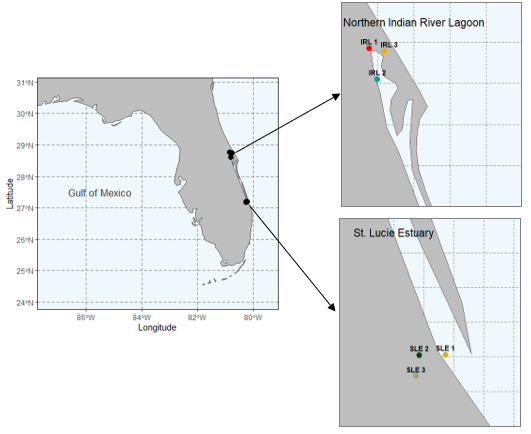 Northern Indian River Lagoon
IRL 1
IRL 3
IRL 2
31°N
30°N
29°N
28°N
27°N
26°N
25°N
24°N
Latitude
Gulf of Mexico
86°W
84°W
82°W
80°W
Longitude
St. Lucie Estuary
SLE 2
SLE 1
SLE 3